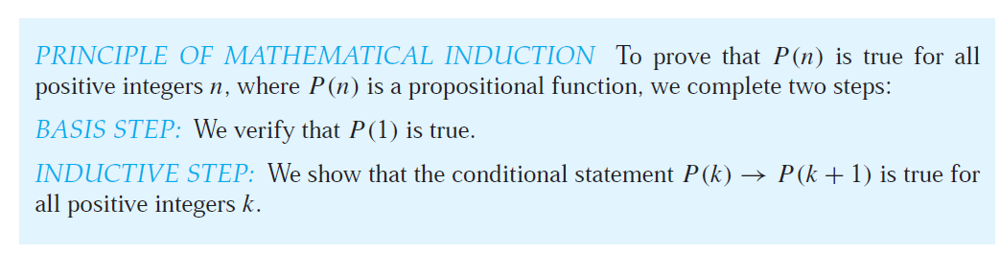 PRINCIPLE OF MATHEMATICAL INDUCTION To prove that P(n) is true for all
positive integers n, where P(n) is a propositional function, we complete two steps:
BASIS STEP: We verify that P(1) is true.
INDUCTIVE STEP: We show that the conditional statement P(k) → P(k + 1) is true for
all positive integers k.